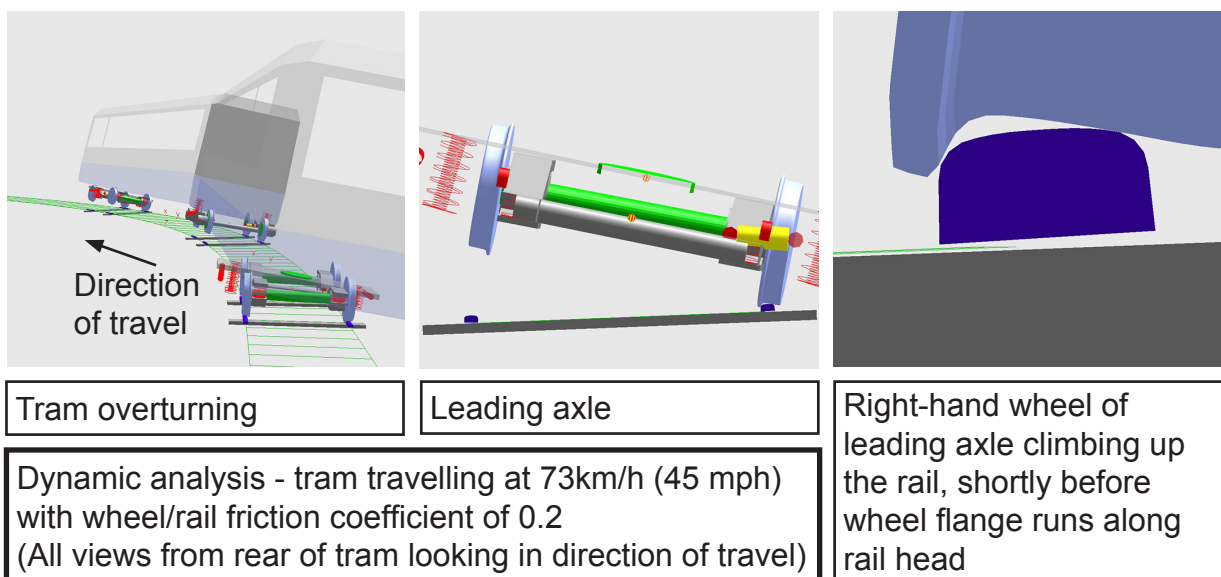 Direction
of travel
Tram overturning
Leading axle
Right-hand wheel of
leading axle climbing up
the rail, shortly before
wheel flange runs along
rail head
Dynamic analysis - tram travelling at 73km/h (45 mph)
with wheel/rail friction coefficient of 0.2
(All views from rear of tram looking in direction of travel)